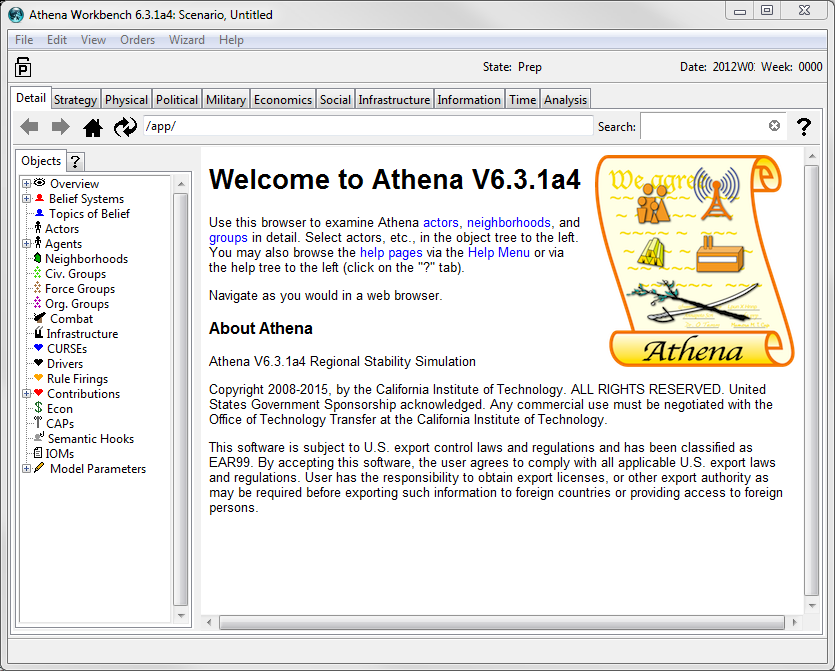 Athena Workbench 6.3.1a4: Scenario, Untitled
File Edit View Orders Wizard Help
P State: Prep Date: 2012W0 Week: 0000
Detail Strategy Physical Political Military Economics Social Infrastructure Information Time Analysis
/app/ Search: ?
Objects ?
Overview
Belief Systems
Topics of Belief
Actors
Agents
Neighborhoods
Civ. Groups
Force Groups
Org. Groups
Combat
Infrastructure
CURSEs
Drivers
Rule Firings
Contributions
$ Econ
CAPs
Semantic Hooks
IOMs
Model Parameters
Welcome to Athena V6.3.1a4
Use this browser to examine Athena actors, neighborhoods, and
groups in detail. Select actors, etc., in the object tree to the left.
You may also browse the help pages via the Help Menu or via
the help tree to the left (click on the "?" tab).
Navigate as you would in a web browser.
We agree
Athena
About Athena
Athena V6.3.1a4 Regional Stability Simulation
Copyright 2008-2015, by the California Institute of Technology. ALL RIGHTS RESERVED. United
States Government Sponsorship acknowledged. Any commercial use must be negotiated with the
Office of Technology Transfer at the California Institute of Technology.
This software is subject to U.S. export control laws and regulations and has been classified as
EAR99. By accepting this software, the user agrees to comply with all applicable U.S. export laws
and regulations. User has the responsibility to obtain export licenses, or other export authority as
may be required before exporting such information to foreign countries or providing access to foreign
persons.